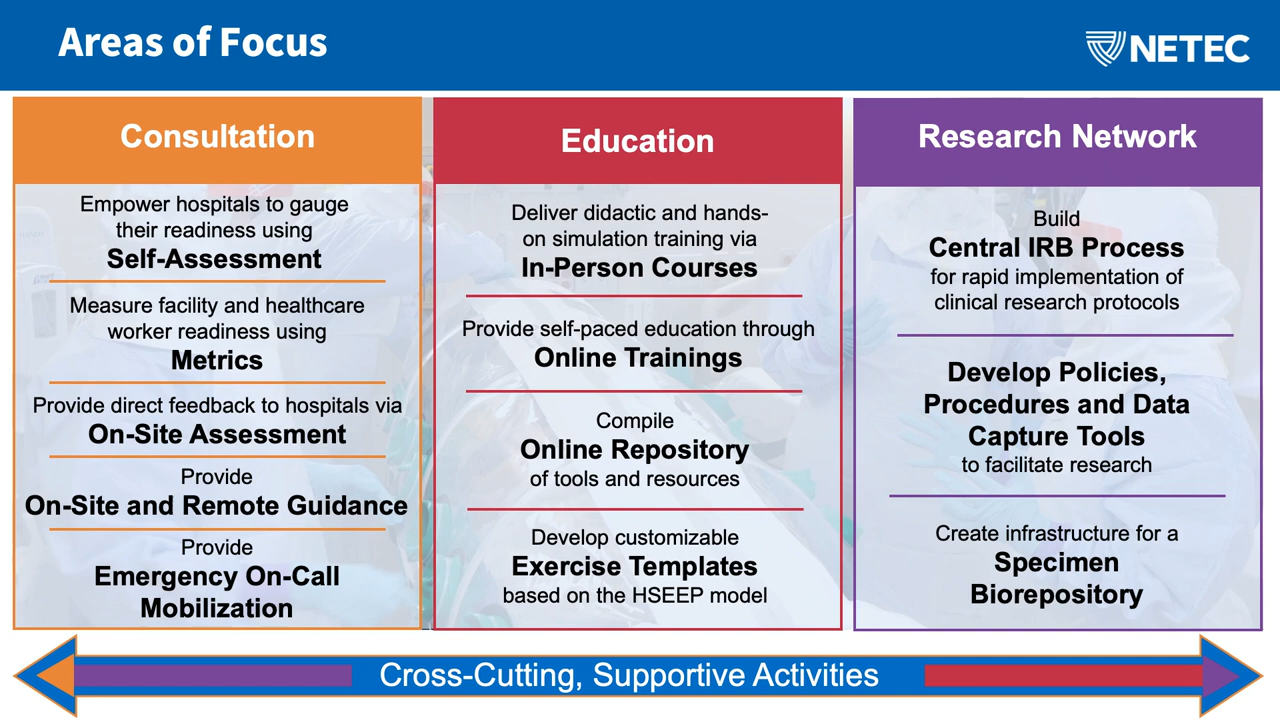 Areas of Focus
NETEC
Consultation
Empower hospitals to gauge
their readiness using
Self-Assessment
Measure facility and healthcare
worker readiness using
Metrics
Provide direct feedback to hospitals via
On-Site Assessment
Provide
On-Site and Remote Guidance
Provide
Emergency On-Call
Mobilization
Education
Deliver didactic and hands-
on simulation training via
In-Person Courses
Provide self-paced education through
Online Trainings
Compile
Online Repository
of tools and resources
Develop customizable
Exercise Templates
based on the HSEEP model
Research Network
Build
Central IRB Process
for rapid implementation of
clinical research protocols
Develop Policies,
Procedures and Data
Capture Tools
to facilitate research
Create infrastructure for a
Specimen
Biorepository
Cross-Cutting, Supportive Activities